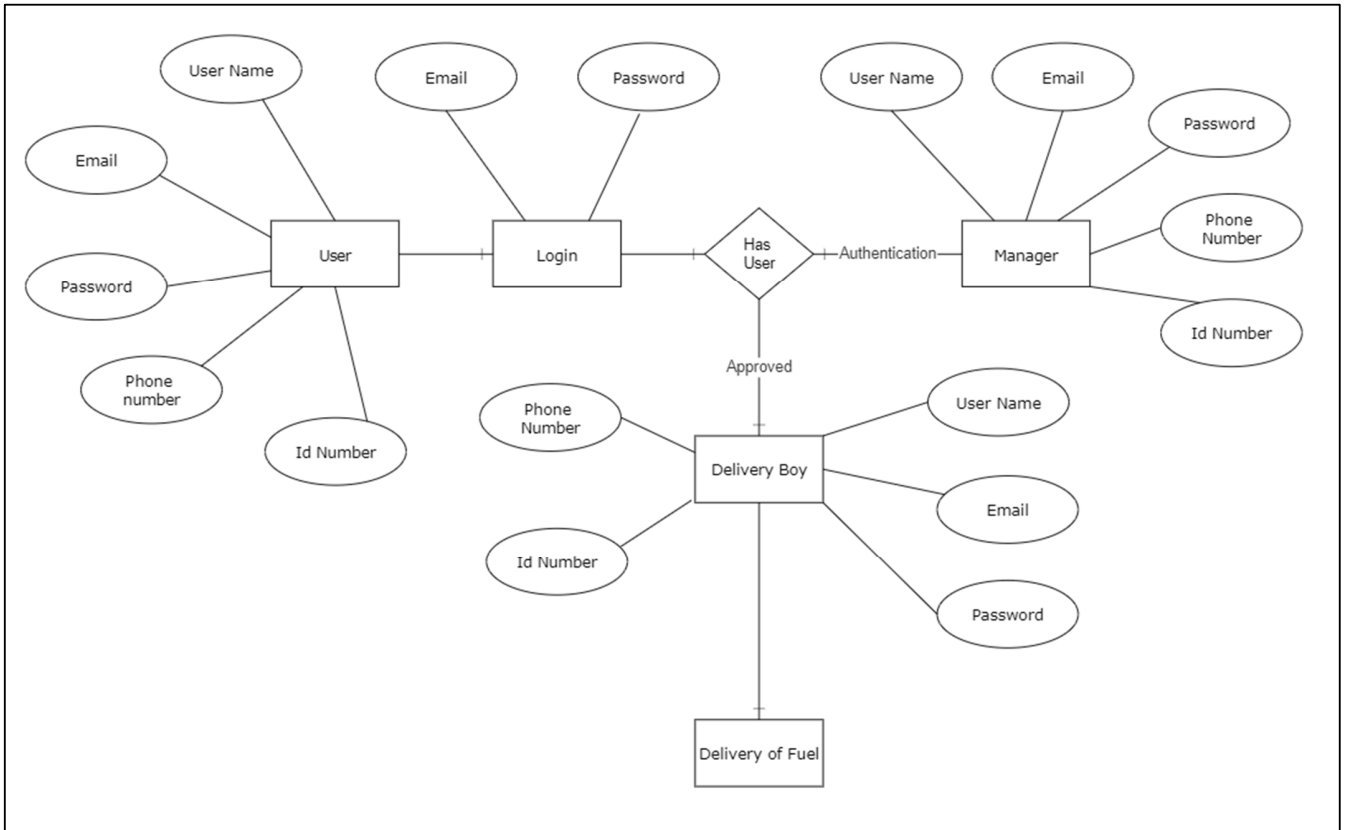 User Name
Email
Password
User Name
Email
Password
Email
Phone
Number
Has
User
User
Login
Authentication
Manager
Password
Id Number
Approved
Phone
number
User Name
Phone
Number
Id Number
Delivery Boy
Email
Id Number
Password
Delivery of Fuel